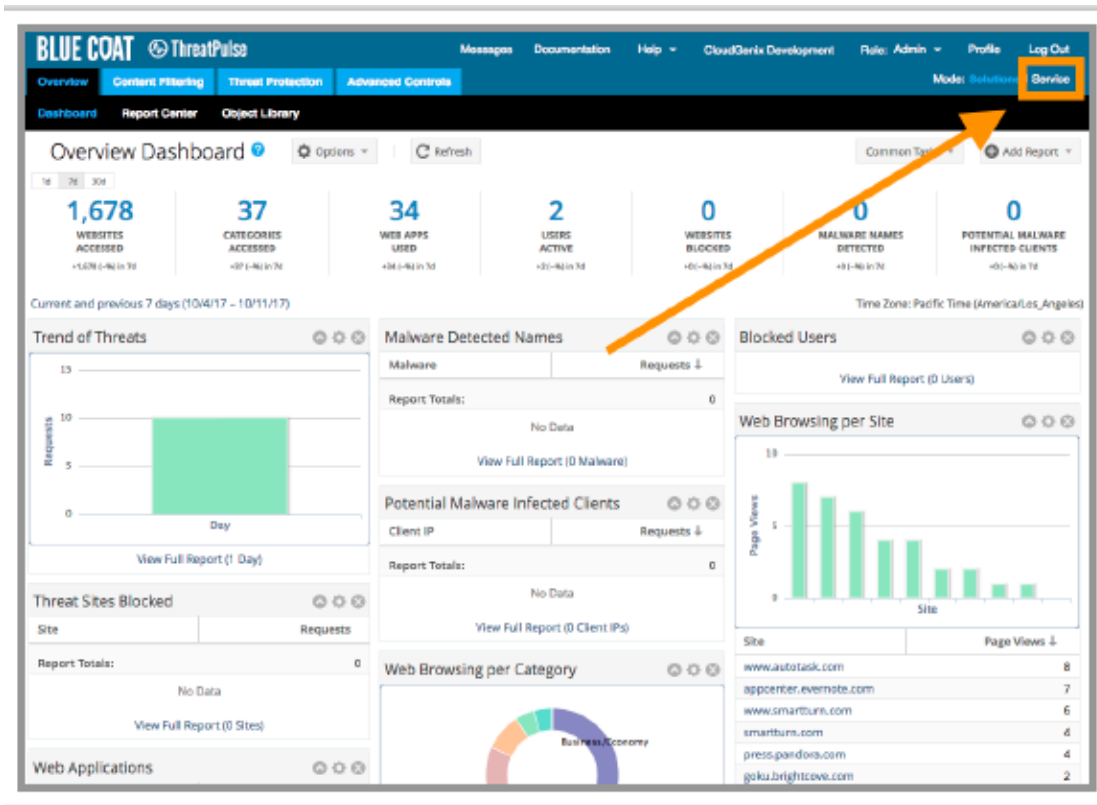 BLUE COAT ThreatPulse Messages Documentation Help CloudGenix Development Role: Admin Profile Log Out
Overview Content Filtering Threat Protection Advanced Controls Mode: Solutions Service
Dashboard Report Center Object Library
Overview Dashboard ? Options Refresh Common Add Report
1d 7d 30d
1,678 37 34 2 0 0 0
WEBSITES ACCESSED CATEGORIES ACCESSED WEB APPS USED USERS ACTIVE WEBSITES BLOCKED MALWARE NAMES DETECTED POTENTIAL MALWARE INFECTED CLIENTS
Current and previous 7 days (10/4/17 – 10/11/17) Time Zone: Pacific Time (America/Los_Angeles)
Trend of Threats
15
10
5
0
Requests
Day
View Full Report (1 Day)
Threat Sites Blocked
Site Requests
Report Totals: 0
No Data
View Full Report (0 Sites)
Web Applications
Malware Detected Names
Malware Requests ↓
Report Totals: 0
No Data
View Full Report (0 Malware)
Potential Malware Infected Clients
Client IP Requests ↓
Report Totals: 0
No Data
View Full Report (0 Client IPs)
Web Browsing per Category
Business/Economy
Blocked Users
View Full Report (0 Users)
Web Browsing per Site
10
5
0
Page Views
Site
Site Page Views ↓
www.autotask.com 8
appcenter.evernote.com 7
www.smartturn.com 6
smartturn.com 4
press.pandora.com 4
goku.brightcove.com 2